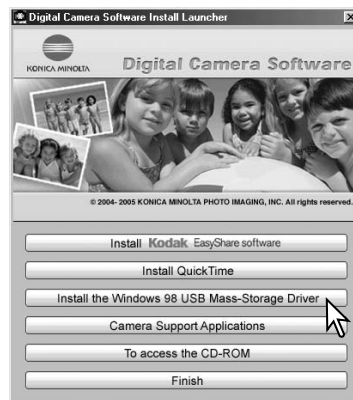 Digital Camera Software Install Launcher
KONICA MINOLTA
Digital Camera Software
© 2004- 2005 KONICA MINOLTA PHOTO IMAGING, INC. All rights reserved.
Install Kodak EasyShare software
Install QuickTime
Install the Windows 98 USB Mass-Storage Driver
Camera Support Applications
To access the CD-ROM
Finish